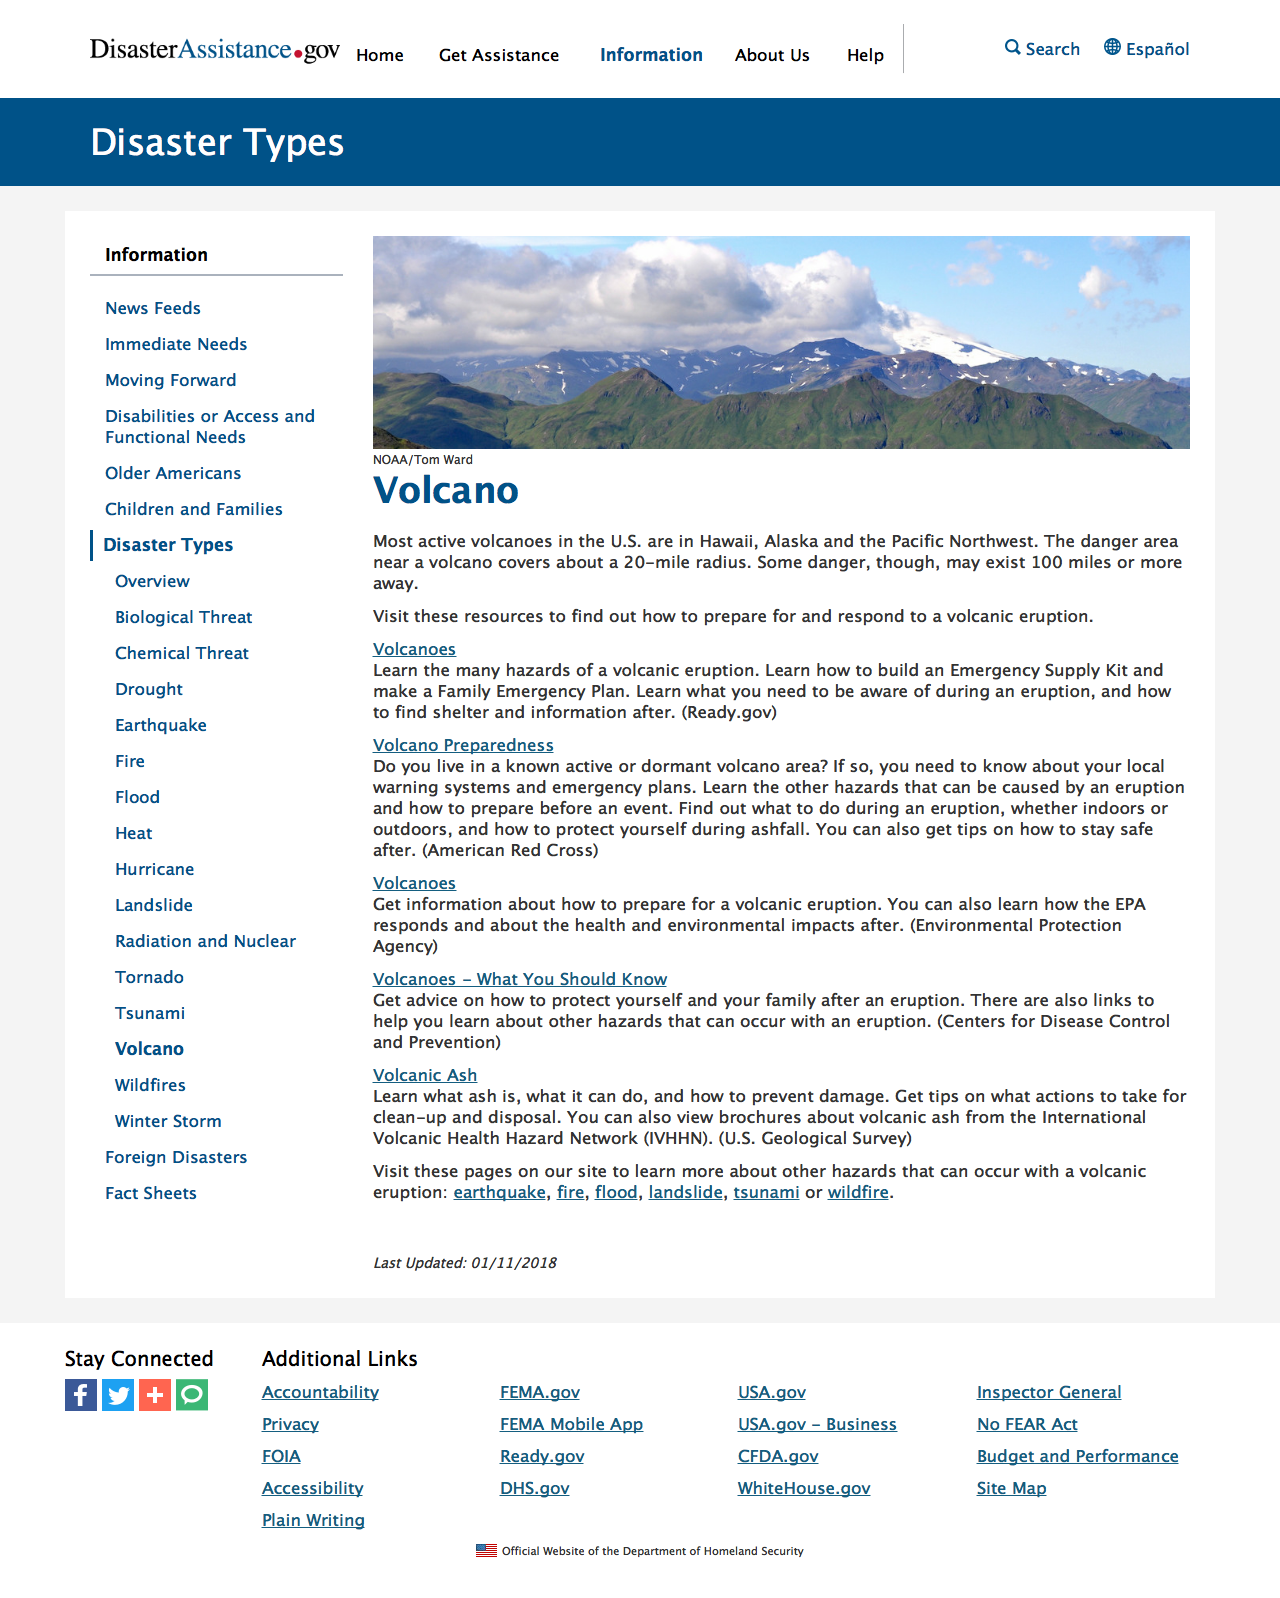 DisasterAssistance.gov
Home
Get Assistance
Information
About Us
Help
Search
Español
Disaster Types
Information
News Feeds
Immediate Needs
Moving Forward
Disabilities or Access and
Functional Needs
Older Americans
Children and Families
Disaster Types
Overview
Biological Threat
Chemical Threat
Drought
Earthquake
Fire
Flood
Heat
Hurricane
Landslide
Radiation and Nuclear
Tornado
Tsunami
Volcano
Wildfires
Winter Storm
Foreign Disasters
Fact Sheets
NOAA/Tom Ward
Volcano
Most active volcanoes in the U.S. are in Hawaii, Alaska and the Pacific Northwest. The danger area
near a volcano covers about a 20-mile radius. Some danger, though, may exist 100 miles or more
away.
Visit these resources to find out how to prepare for and respond to a volcanic eruption.
Volcanoes
Learn the many hazards of a volcanic eruption. Learn how to build an Emergency Supply Kit and
make a Family Emergency Plan. Learn what you need to be aware of during an eruption, and how
to find shelter and information after. (Ready.gov)
Volcano Preparedness
Do you live in a known active or dormant volcano area? If so, you need to know about your local
warning systems and emergency plans. Learn the other hazards that can be caused by an eruption
and how to prepare before an event. Find out what to do during an eruption, whether indoors or
outdoors, and how to protect yourself during ashfall. You can also get tips on how to stay safe
after. (American Red Cross)
Volcanoes
Get information about how to prepare for a volcanic eruption. You can also learn how the EPA
responds and about the health and environmental impacts after. (Environmental Protection
Agency)
Volcanoes - What You Should Know
Get advice on how to protect yourself and your family after an eruption. There are also links to
help you learn about other hazards that can occur with an eruption. (Centers for Disease Control
and Prevention)
Volcanic Ash
Learn what ash is, what it can do, and how to prevent damage. Get tips on what actions to take for
clean-up and disposal. You can also view brochures about volcanic ash from the International
Volcanic Health Hazard Network (IVHHN). (U.S. Geological Survey)
Visit these pages on our site to learn more about other hazards that can occur with a volcanic
eruption: earthquake, fire, flood, landslide, tsunami or wildfire.
Last Updated: 01/11/2018
Stay Connected
Additional Links
Accountability
Privacy
FOIA
Accessibility
Plain Writing
FEMA.gov
FEMA Mobile App
Ready.gov
DHS.gov
USA.gov
USA.gov - Business
CFDA.gov
WhiteHouse.gov
Inspector General
No FEAR Act
Budget and Performance
Site Map
Official Website of the Department of Homeland Security